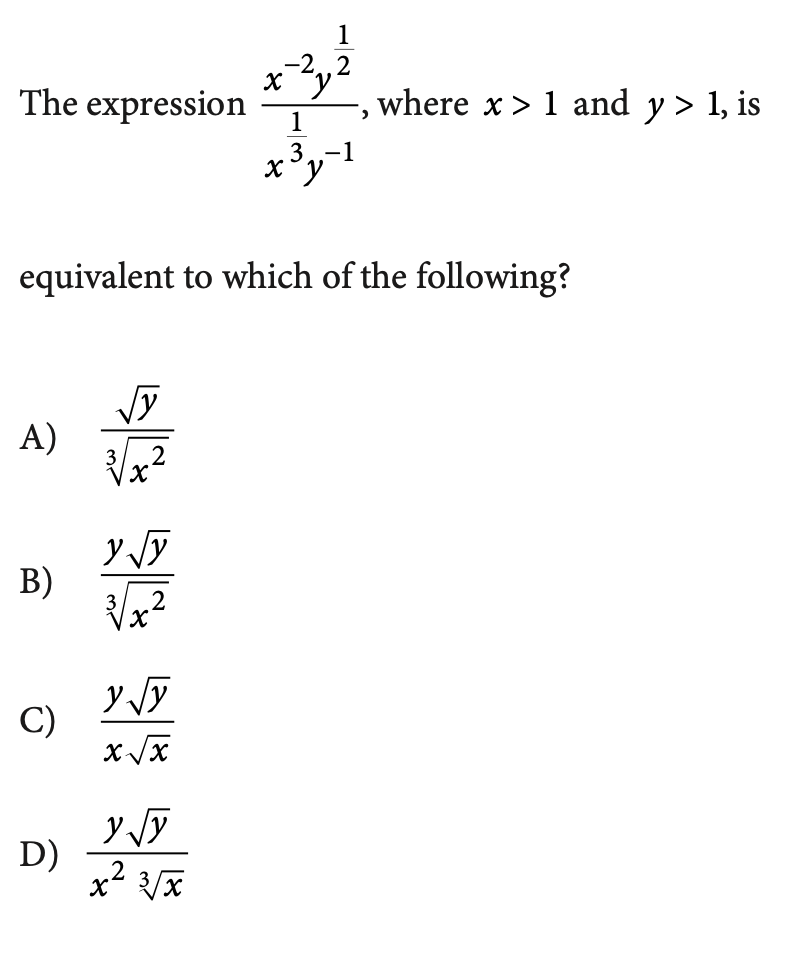 The expression $\frac{x^{-2}y^{\frac{1}{2}}}{x^{\frac{1}{3}}y^{-1}}$, where x > 1 and y > 1, is
equivalent to which of the following?
A) $\frac{\sqrt{y}}{\sqrt[3]{x^2}}$
B) $\frac{y\sqrt{y}}{\sqrt[3]{x^2}}$
C) $\frac{y\sqrt{y}}{x\sqrt{x}}$
D) $\frac{y\sqrt{y}}{x^2\sqrt[3]{x}}$